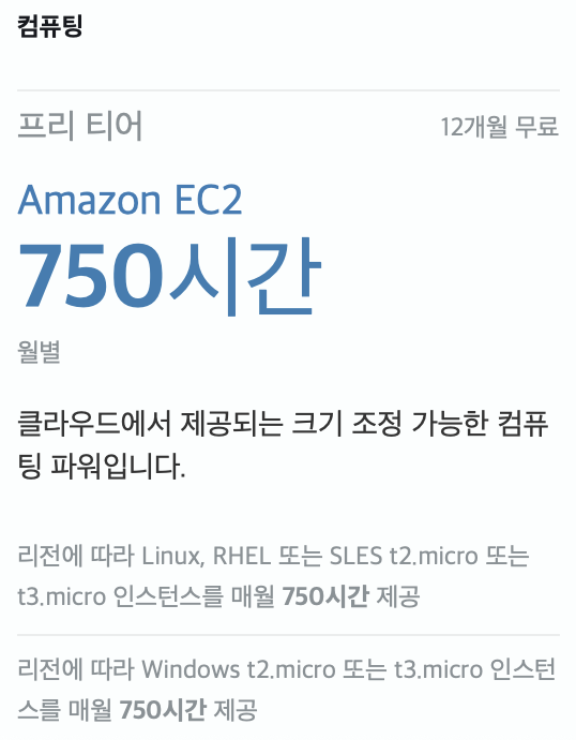 컴퓨팅
프리 티어
12개월 무료
Amazon EC2
750시간
월별
클라우드에서 제공되는 크기 조정 가능한 컴퓨
팅 파워입니다.
리전에 따라 Linux, RHEL 또는 SLES t2.micro 또는
t3.micro 인스턴스를 매월 750시간 제공
리전에 따라 Windows t2.micro 또는 t3.micro 인스턴
스를 매월 750시간 제공